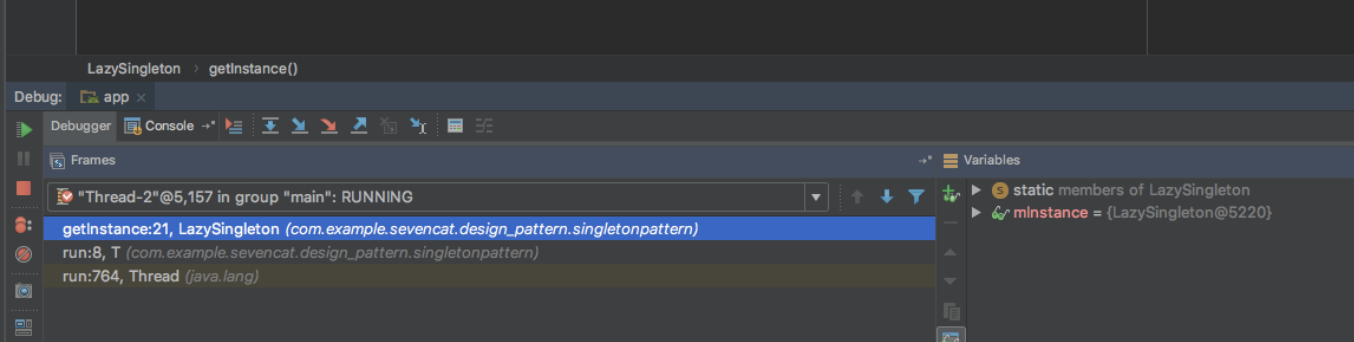 LazySingleton › getInstance()
Debug: app ×
Debugger Console
Frames
Variables
"Thread-2"@5,157 in group "main": RUNNING
getInstance:21, LazySingleton (com.example.sevencat.design_pattern.singletonpattern)
run:8, T (com.example.sevencat.design_pattern.singletonpattern)
run:764, Thread (java.lang)
s static members of LazySingleton
mInstance = {LazySingleton@5220}